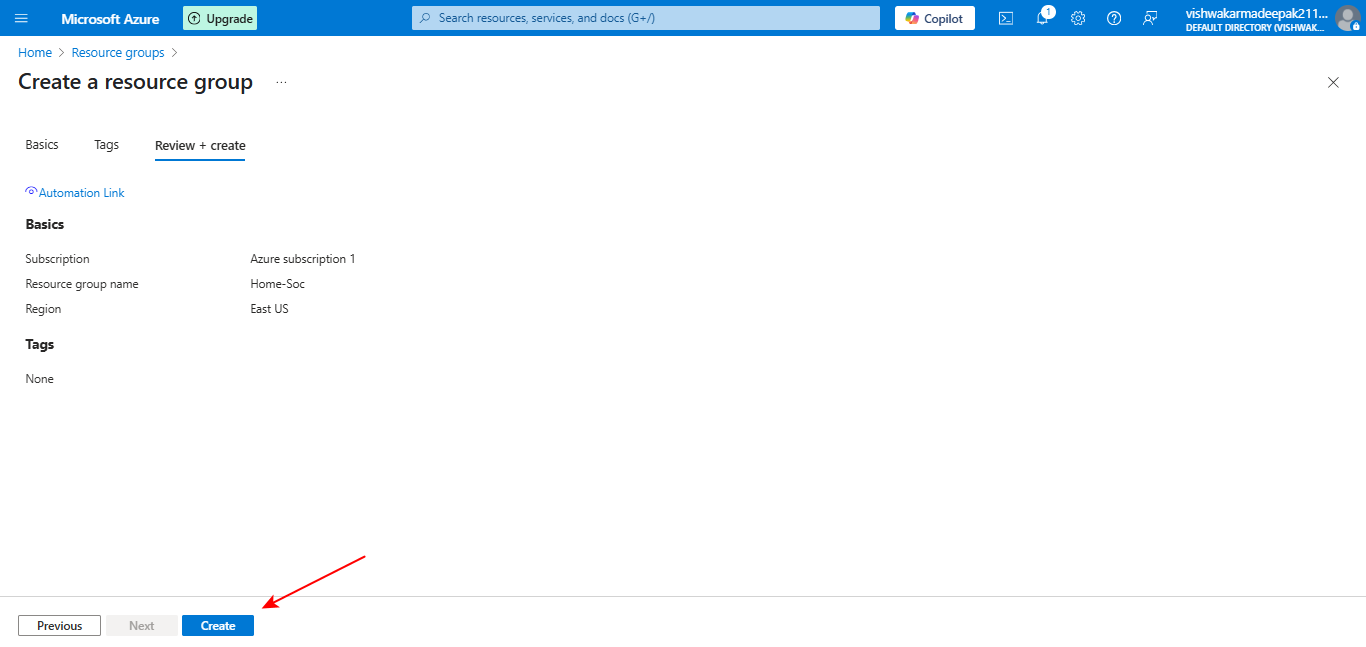 Microsoft Azure Upgrade Search resources, services, and docs (G+/) Copilot 1 vishwakarmadeepak211...
DEFAULT DIRECTORY (VISHWAK...
Home > Resource groups >
Create a resource group ...
Basics Tags Review + create
Automation Link
Basics
Subscription Azure subscription 1
Resource group name Home-Soc
Region East US
Tags
None
Previous Next Create